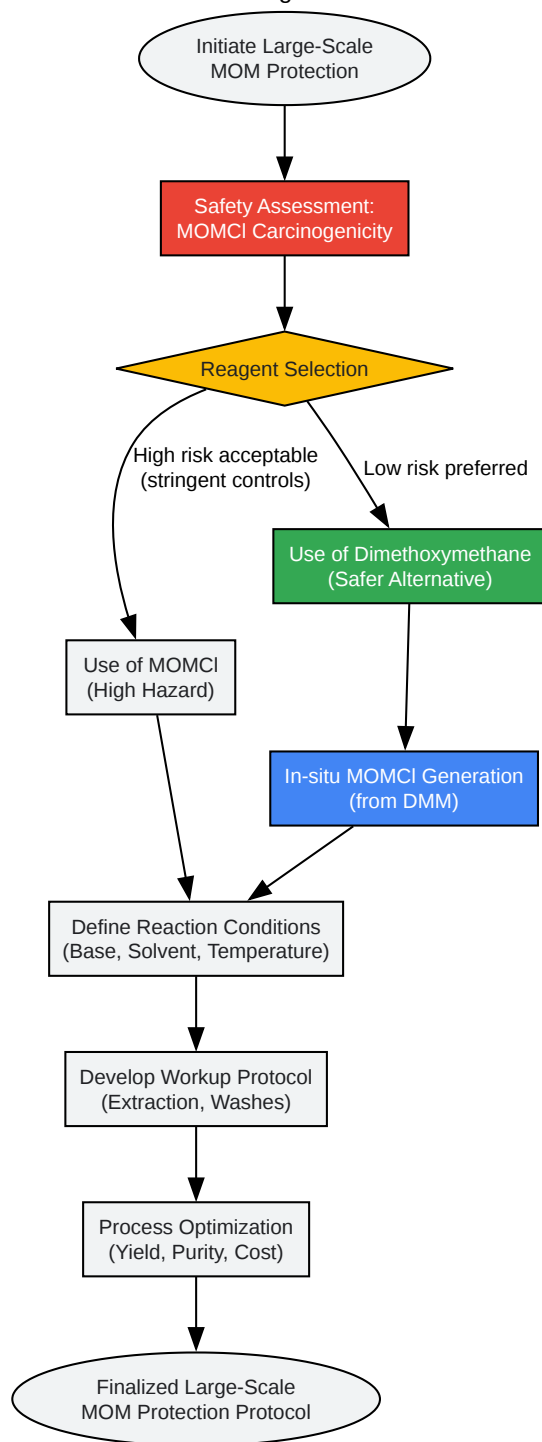 Initiate Large-Scale
MOM Protection
Safety Assessment:
MOMCl Carcinogenicity
Reagent Selection
High risk acceptable
(stringent controls)
Low risk preferred
Use of Dimethoxymethane
(Safer Alternative)
Use of MOMCl
(High Hazard)
In-situ MOMCl Generation
(from DMM)
Define Reaction Conditions
(Base, Solvent, Temperature)
Develop Workup Protocol
(Extraction, Washes)
Process Optimization
(Yield, Purity, Cost)
Finalized Large-Scale
MOM Protection Protocol